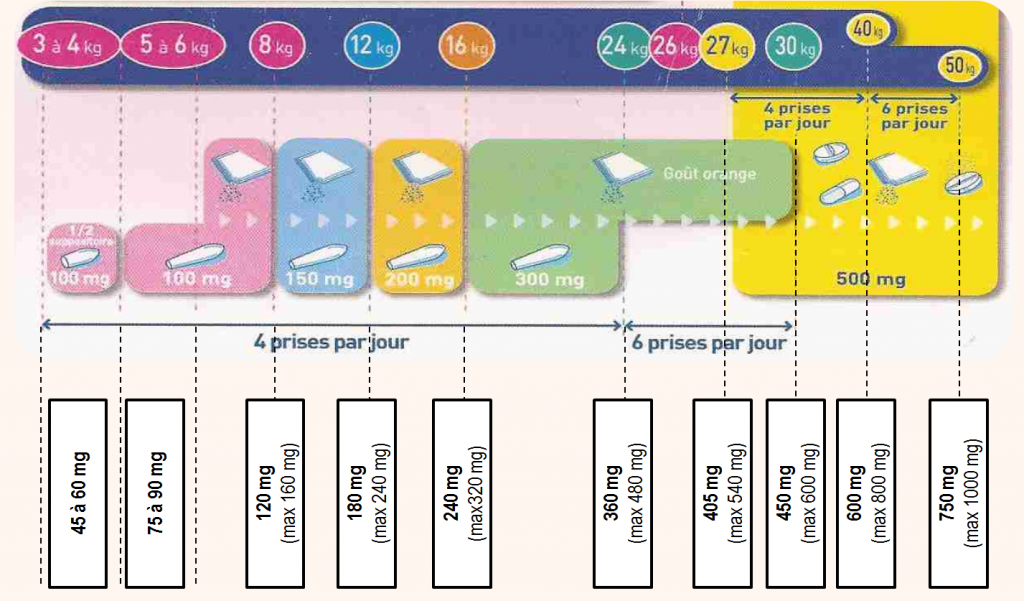 3 à 4 kg
5 à 6 kg
8 kg
12 kg
16 kg
24 kg
26 kg
27 kg
30 kg
40 kg
50 kg
4 prises
par jour
6 prises
par jour
Goût orange
1/2
suppositoire
100 mg
100 mg
150 mg
200 mg
300 mg
500 mg
4 prises par jour
6 prises par jour
45 à 60 mg
75 à 90 mg
120 mg
(max 160 mg)
180 mg
(max 240 mg)
240 mg
(max320 mg)
360 mg
(max 480 mg)
405 mg
(max 540 mg)
450 mg
(max 600 mg)
600 mg
(max 800 mg)
750 mg
(max 1000 mg)